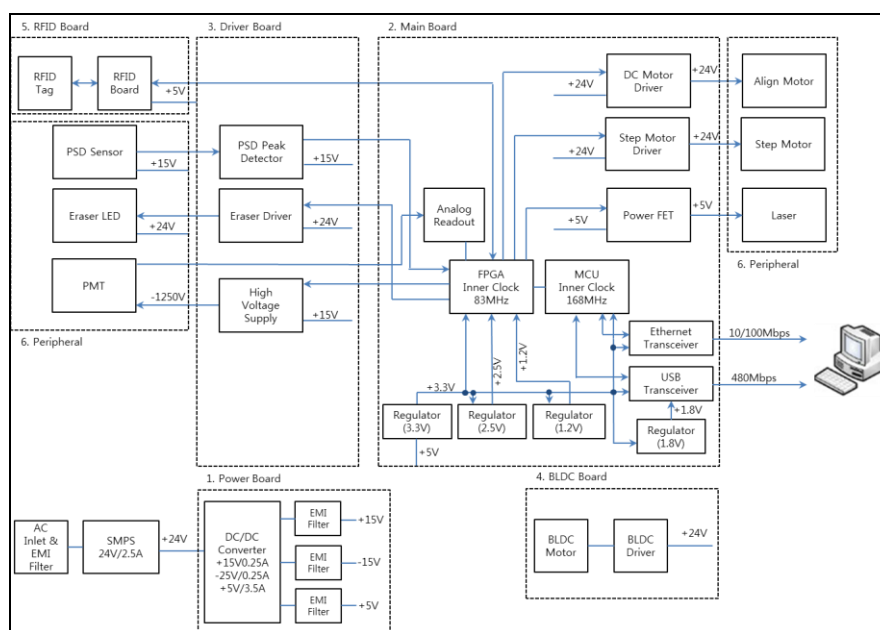 5. RFID Board
3. Driver Board
2. Main Board
RFID
Tag
RFID
Board
+5V
DC Motor
Driver
+24V
+24V
Align Motor
PSD Sensor
+15V
PSD Peak
Detector
+15V
Step Motor
Driver
+24V
+24V
Step Motor
Eraser LED
+24V
Eraser Driver
+24V
Analog
Readout
Power FET
+5V
+5V
Laser
PMT
-1250V
High
Voltage
Supply
+15V
FPGA
Inner Clock
83MHz
MCU
Inner Clock
168MHz
6. Peripheral
6. Peripheral
Ethernet
Transceiver
10/100Mbps
USB
Transceiver
480Mbps
+3.3V
+2.5V
+1.2V
+1.8V
Regulator
(3.3V)
Regulator
(2.5V)
Regulator
(1.2V)
Regulator
(1.8V)
+5V
1. Power Board
4. BLDC Board
AC
Inlet &
EMI
Filter
SMPS
24V/2.5A
+24V
DC/DC
Converter
+15V0.25A
-25V/0.25A
+5V/3.5A
EMI
Filter
+15V
EMI
Filter
-15V
EMI
Filter
+5V
BLDC
Motor
BLDC
Driver
+24V